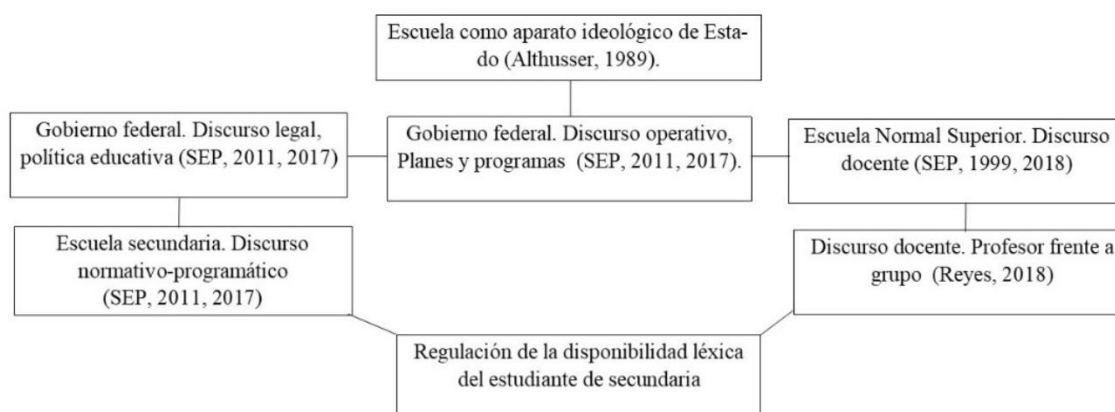 Escuela como aparato ideológico de Esta-
do (Althusser, 1989).
Gobierno federal. Discurso legal,
política educativa (SEP, 2011, 2017)
Gobierno federal. Discurso operativo,
Planes y programas (SEP, 2011, 2017).
Escuela Normal Superior. Discurso
docente (SEP, 1999, 2018)
Escuela secundaria. Discurso
normativo-programático
(SEP, 2011, 2017)
Discurso docente. Profesor frente a
grupo (Reyes, 2018)
Regulación de la disponibilidad léxica
del estudiante de secundaria